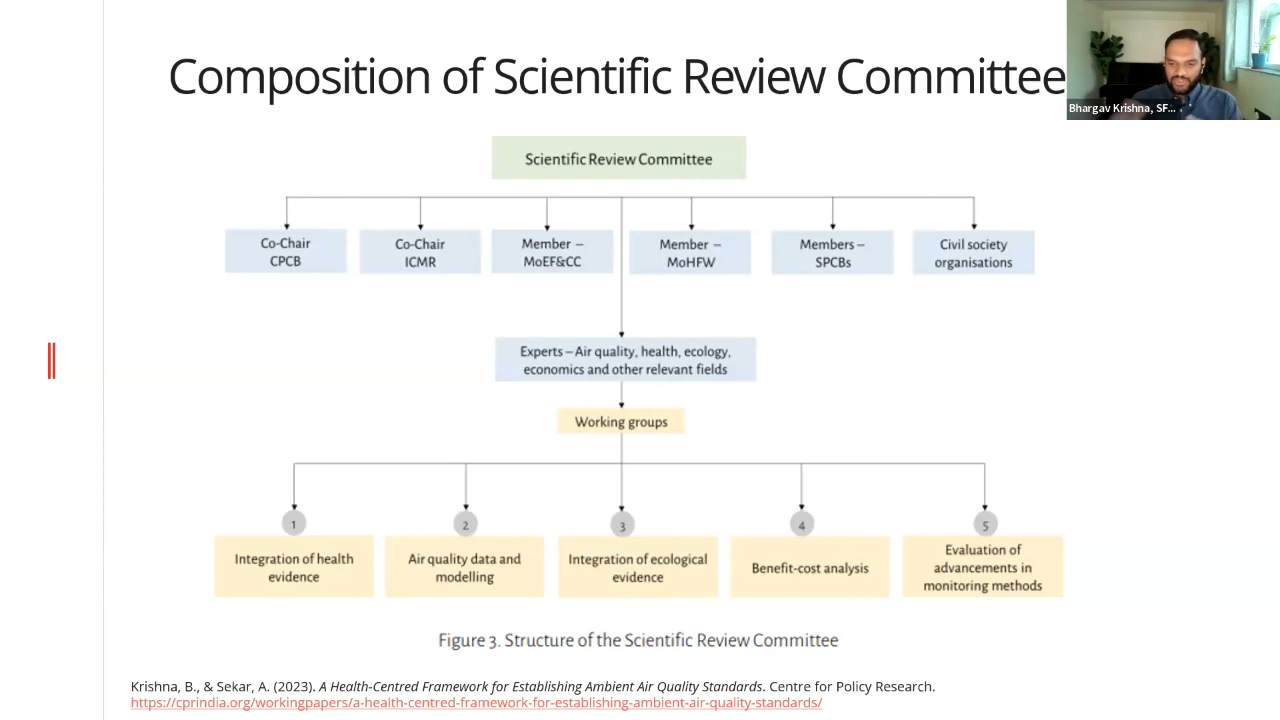 Composition of Scientific Review Committee
Bhargav Krishna, SF...
Scientific Review Committee
Co-Chair
CPCB
Co-Chair
ICMR
Member –
MoEF&CC
Member –
MoHFW
Members –
SPCBs
Civil society
organisations
Experts – Air quality, health, ecology,
economics and other relevant fields
Working groups
1
Integration of health
evidence
2
Air quality data and
modelling
3
Integration of ecological
evidence
4
Benefit-cost analysis
5
Evaluation of
advancements in
monitoring methods
Figure 3. Structure of the Scientific Review Committee
Krishna, B., & Sekar, A. (2023). A Health-Centred Framework for Establishing Ambient Air Quality Standards. Centre for Policy Research.
https://cprindia.org/workingpapers/a-health-centred-framework-for-establishing-ambient-air-quality-standards/